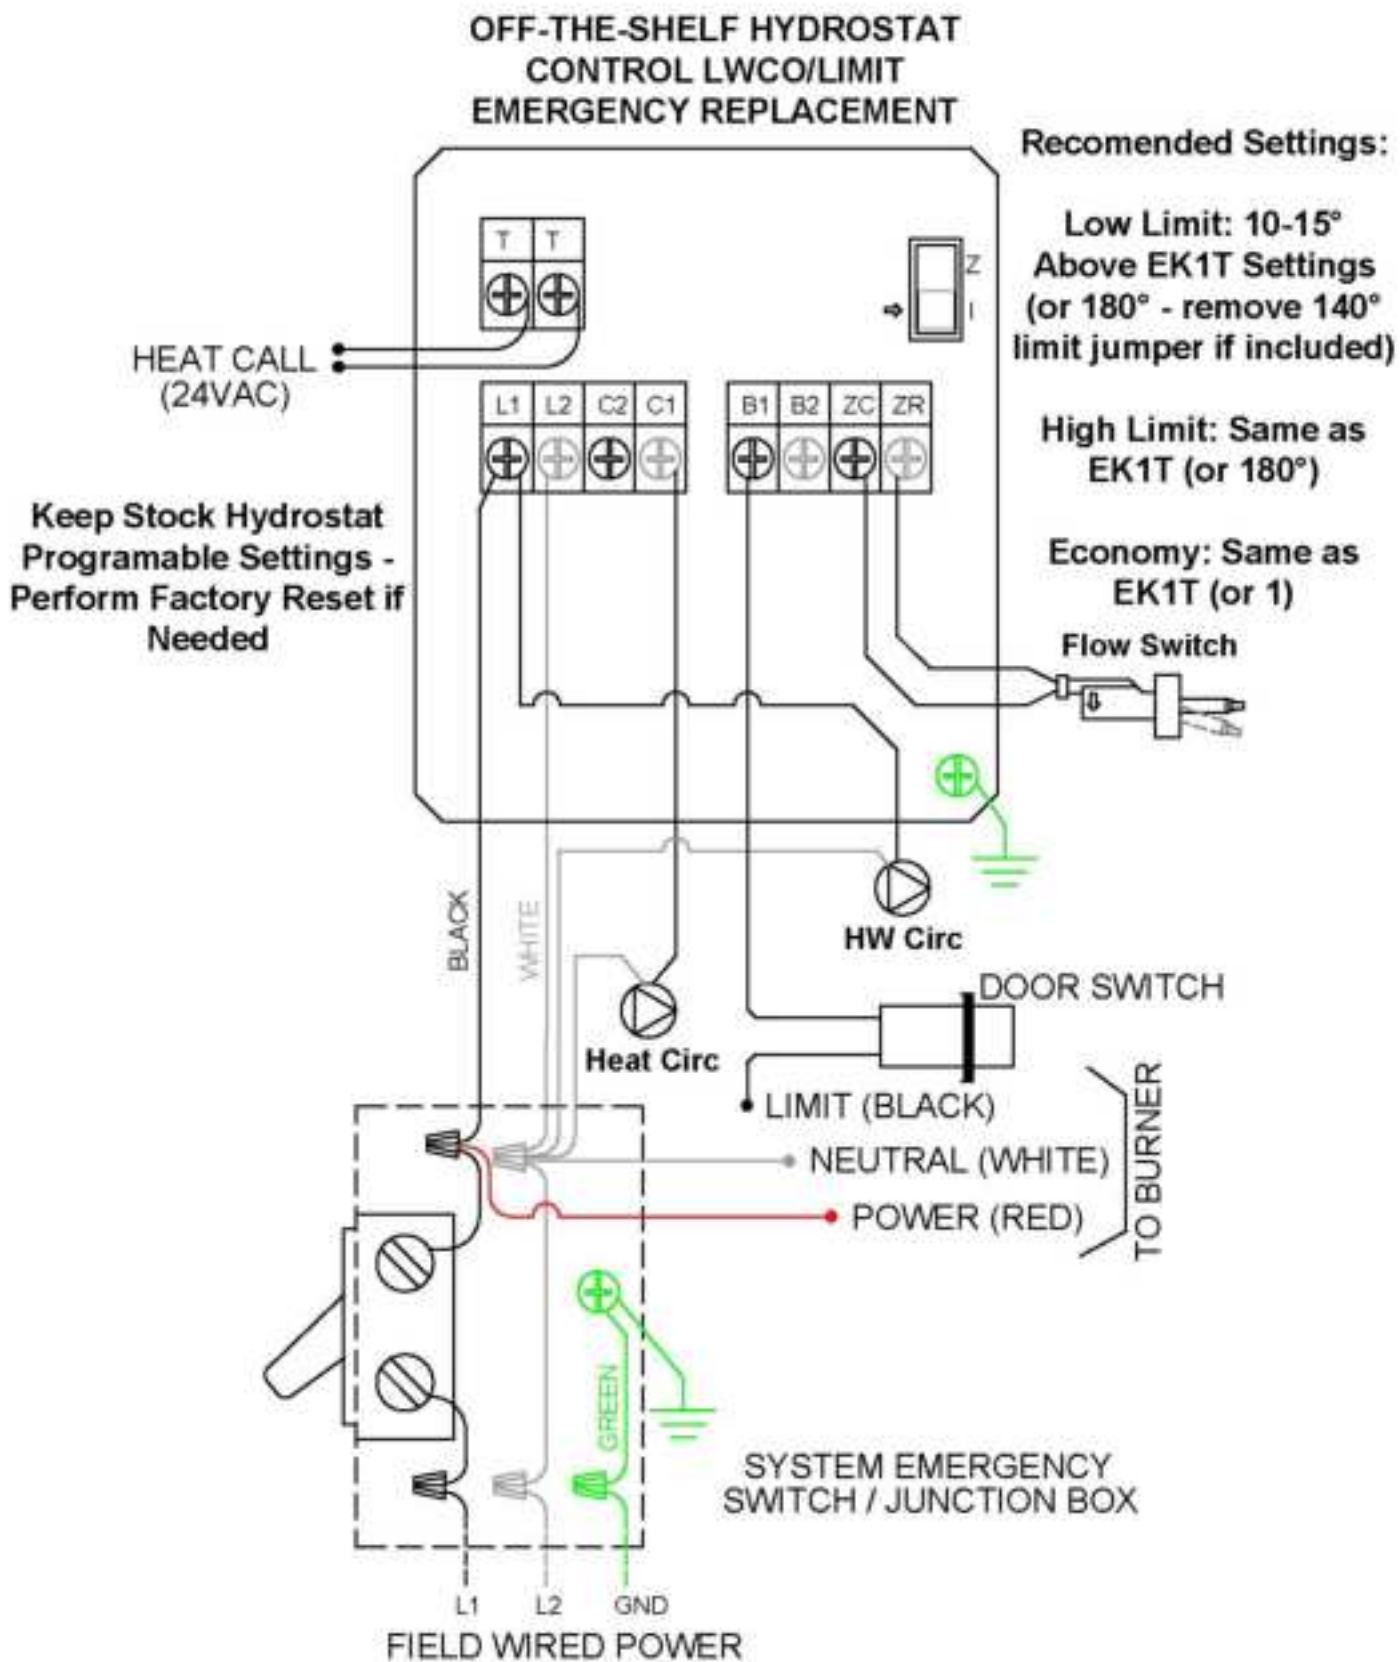 OFF-THE-SHELF HYDROSTAT
CONTROL LWCO/LIMIT
EMERGENCY REPLACEMENT
Recomended Settings:
Low Limit: 10-15°
Above EK1T Settings
(or 180° - remove 140°
limit jumper if included)
High Limit: Same as
EK1T (or 180°)
Economy: Same as
EK1T (or 1)
T T
Z
I
HEAT CALL
(24VAC)
L1 L2 C2 C1
B1 B2 ZC ZR
Keep Stock Hydrostat
Programable Settings -
Perform Factory Reset if
Needed
Flow Switch
BLACK
WHITE
HW Circ
Heat Circ
DOOR SWITCH
LIMIT (BLACK)
NEUTRAL (WHITE)
POWER (RED)
TO BURNER
GREEN
SYSTEM EMERGENCY
SWITCH / JUNCTION BOX
L1 L2 GND
FIELD WIRED POWER